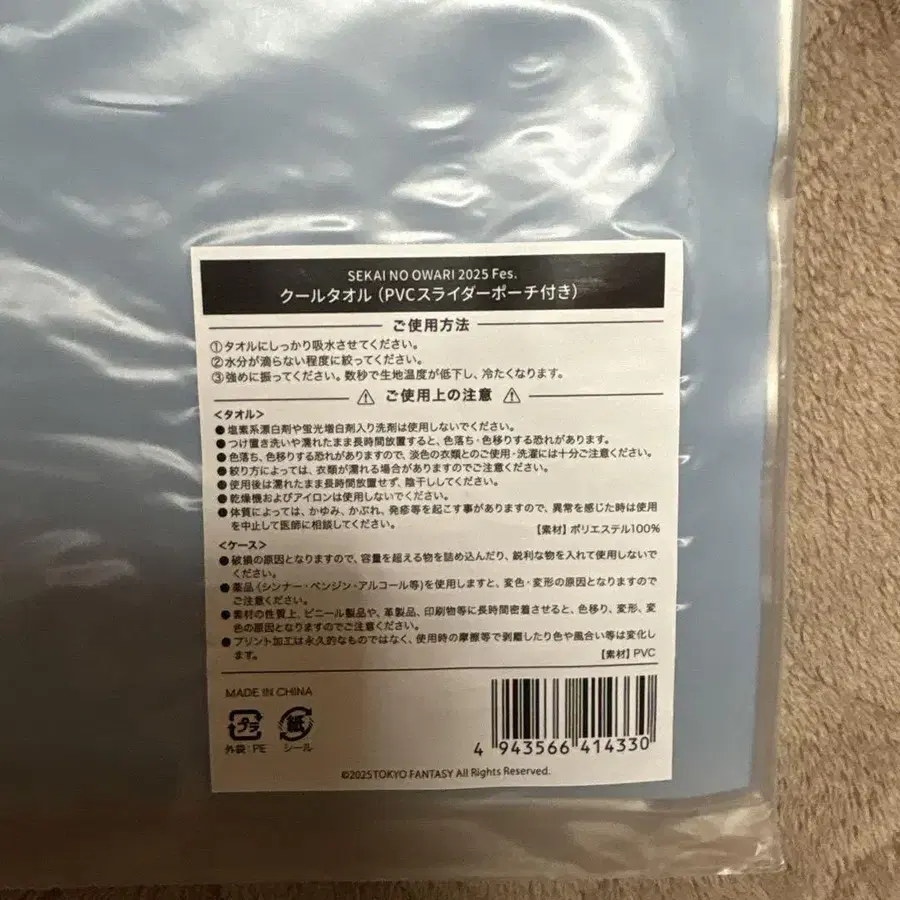 SEKAI NO OWARI 2025 Fes.
クールタオル（PVCスライダーポーチ付き）
ご使用方法
①タオルにしっかり吸水させてください。
②水分が滴らない程度に絞ってください。
③強めに振ってください。数秒で生地温度が低下し、冷たくなります。
ご使用上の注意
＜タオル＞
●塩素系漂白剤や蛍光増白剤入り洗剤は使用しないでください。
●つけ置き洗いや濡れたまま長時間放置すると、色落ち・色移りする恐れがあります。
●色落ち、色移りする恐れがありますので、淡色の衣類とのご使用・洗濯には十分ご注意ください。
●絞り方によっては、衣類が濡れる場合がありますのでご注意ください。
●使用後は濡れたまま長時間放置せず、陰干ししてください。
●乾燥機およびアイロンは使用しないでください。
●体質によっては、かゆみ、かぶれ、発疹等を起こす事がありますので、異常を感じた時は使用
を中止して医師に相談してください。
【素材】ポリエステル100%
＜ケース＞
●破損の原因となりますので、容量を超える物を詰め込んだり、鋭利な物を入れて使用しないで
ください。
●薬品（シンナー・ベンジン・アルコール等）を使用しますと、変色・変形の原因となりますので
ご注意ください。
●素材の性質上、ビニール製品や、革製品、印刷物等に長時間密着させると、色移り、変形、変
色の原因となりますのでご注意ください。
●プリント加工は永久的なものではなく、使用時の摩擦等で剥離したり色や風合い等は変化し
ます。
【素材】PVC
MADE IN CHINA
プラ
紙
外袋：PE
シール
4 943566 414330
©2025 TOKYO FANTASY All Rights Reserved.